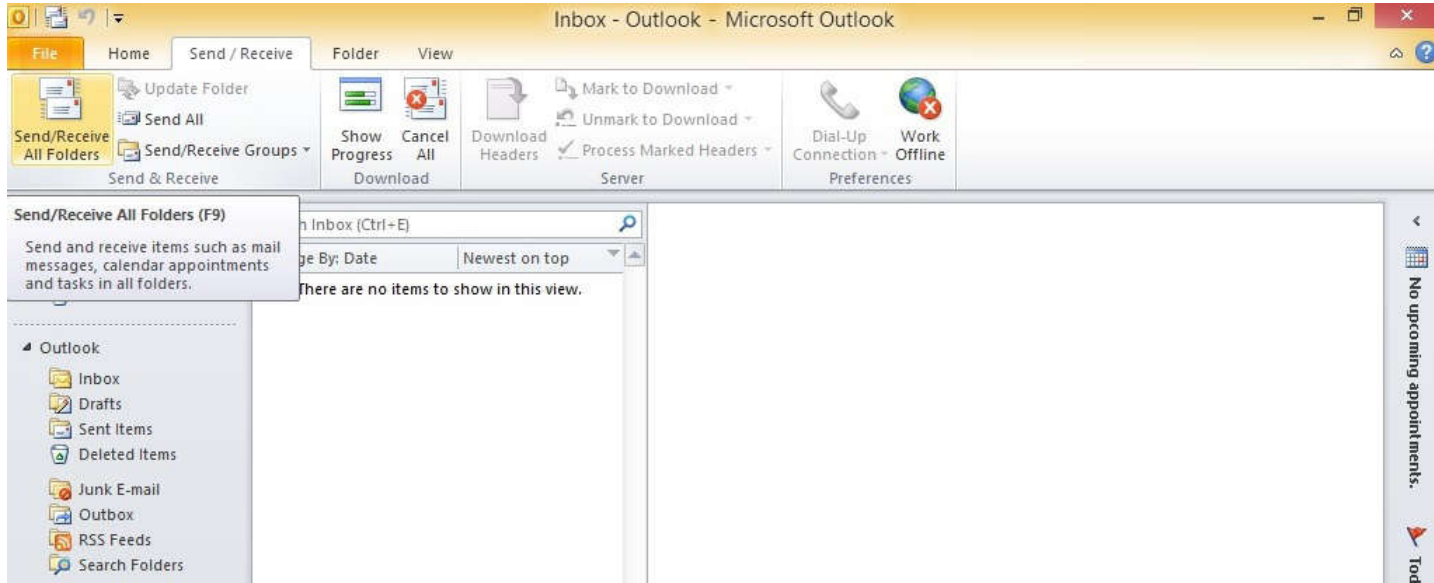 Inbox - Outlook - Microsoft Outlook
File Home Send / Receive Folder View
Send/Receive All Folders
Update Folder
Send All
Send/Receive Groups
Send & Receive
Show Progress
Cancel All
Download
Download Headers
Mark to Download
Unmark to Download
Process Marked Headers
Server
Dial-Up Connection
Work Offline
Preferences
Send/Receive All Folders (F9)
Send and receive items such as mail
messages, calendar appointments
and tasks in all folders.
Inbox (Ctrl+E)
By: Date Newest on top
There are no items to show in this view.
Outlook
Inbox
Drafts
Sent Items
Deleted Items
Junk E-mail
Outbox
RSS Feeds
Search Folders
No upcoming appointments.